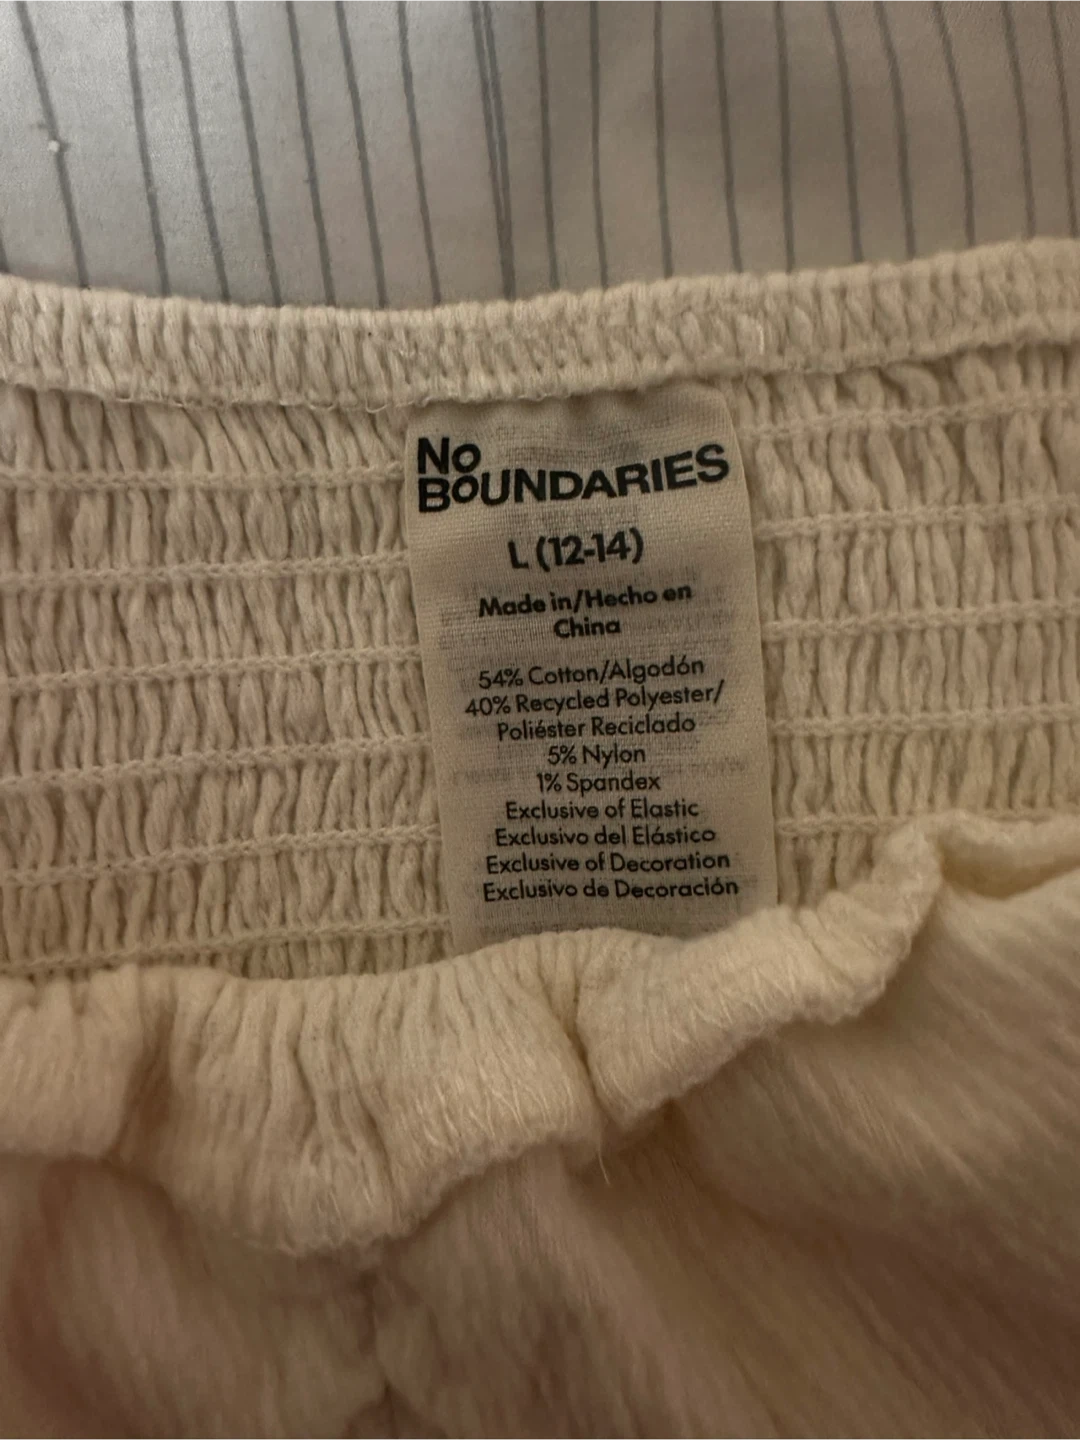 No
BOUNDARIES
L (12-14)
Made in/Hecho en
China
54% Cotton/Algodón
40% Recycled Polyester/
Poliéster Reciclado
5% Nylon
1% Spandex
Exclusive of Elastic
Exclusivo del Elástico
Exclusive of Decoration
Exclusivo de Decoración